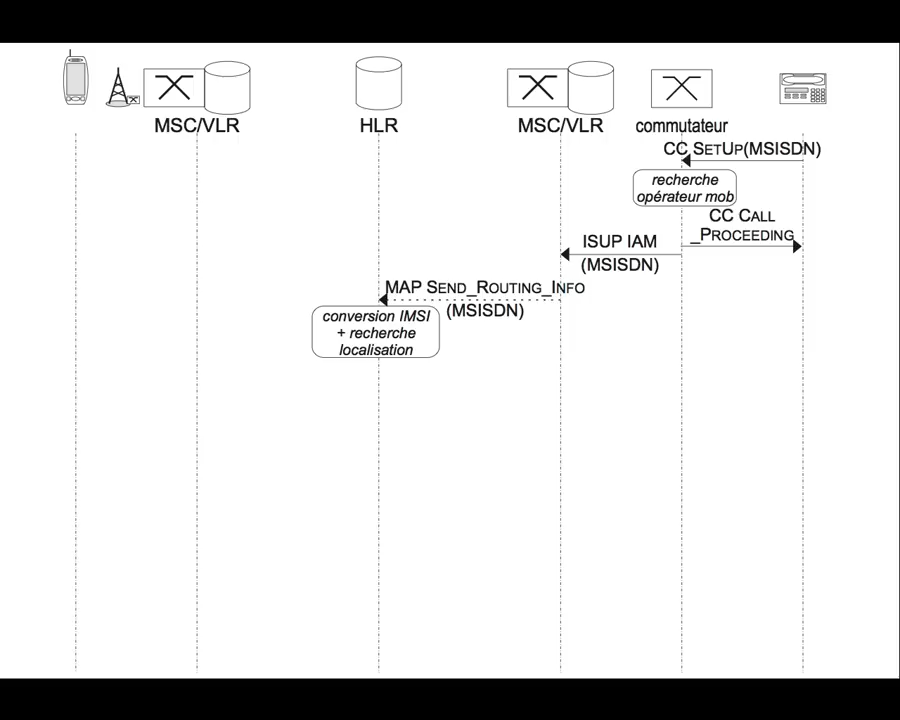 MSC/VLR
HLR
MSC/VLR
commutateur
CC SETUP(MSISDN)
recherche
opérateur mob
CC CALL
_PROCEEDING
ISUP IAM
(MSISDN)
MAP SEND_ROUTING_INFO
(MSISDN)
conversion IMSI
+ recherche
localisation